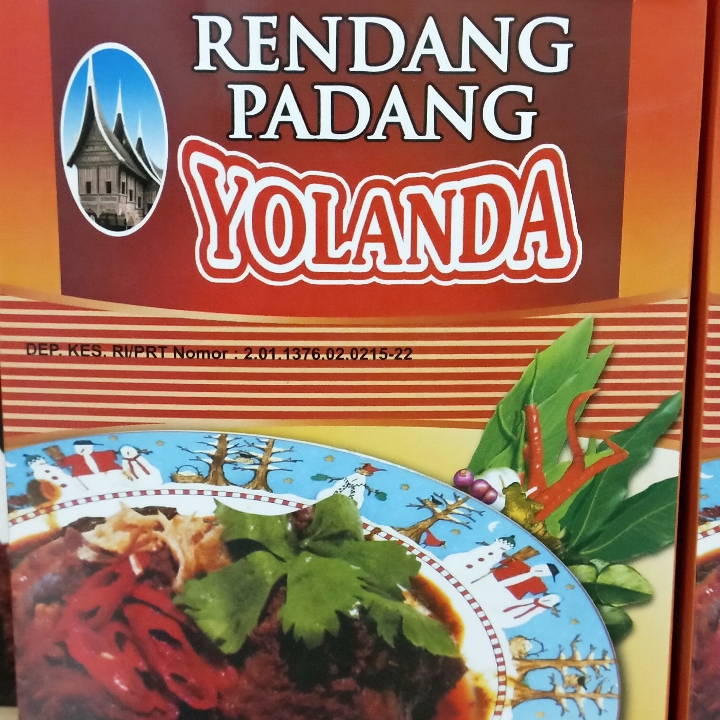 RENDANG
PADANG
YOLANDA
DEP. KES. RI/PRT Nomor : 2.01.1376.02.0215-22